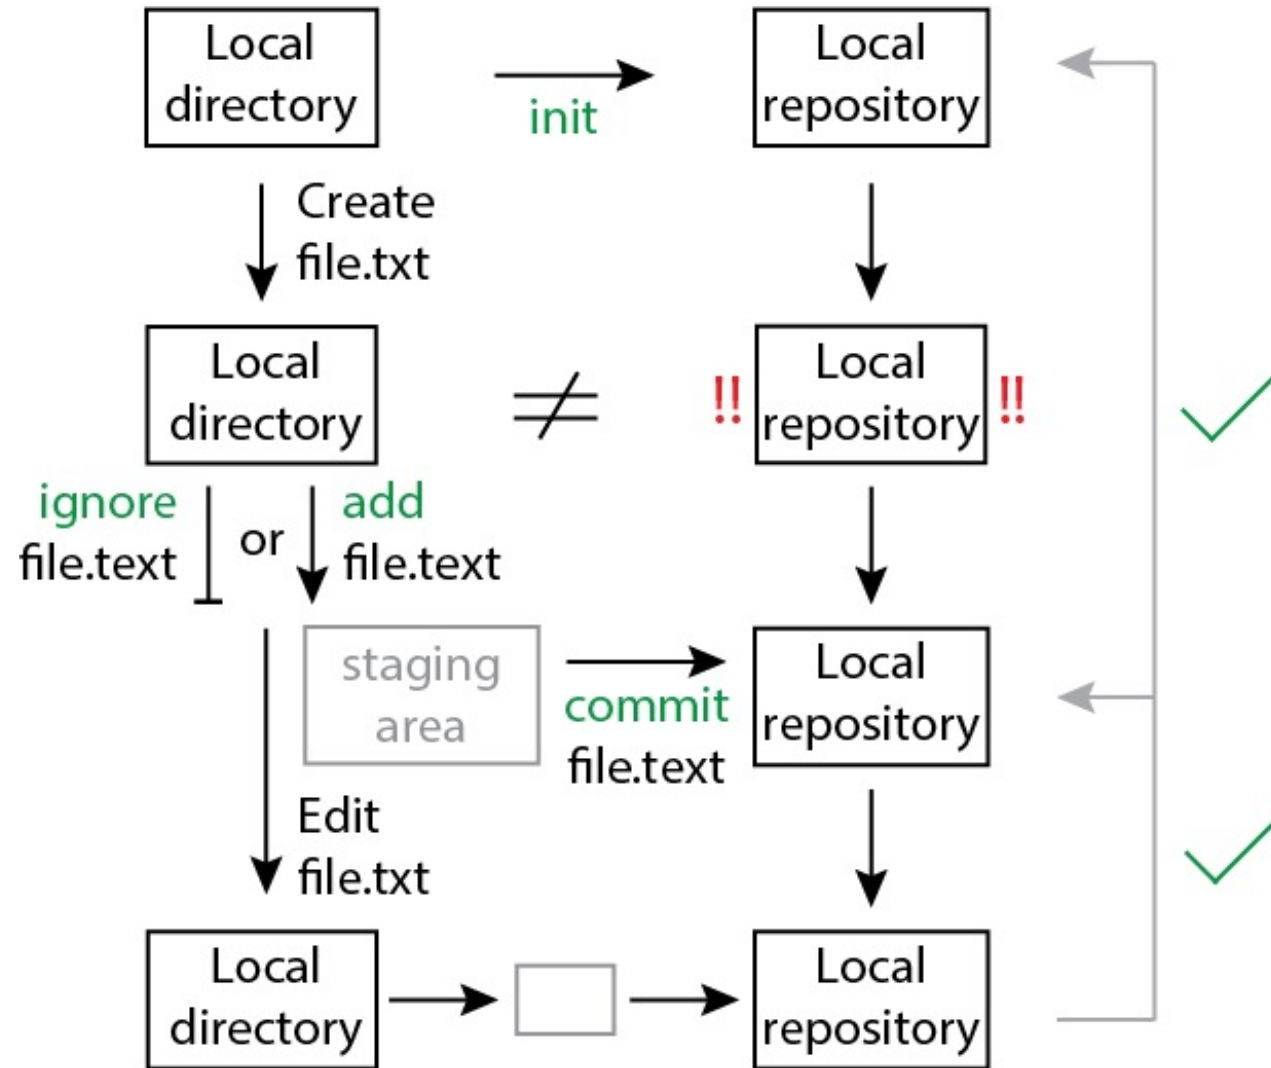 Local
directory
init
Local
repository
Create
file.txt
Local
directory
≠
!!
Local
repository
!!
ignore
file.text
or
add
file.text
staging
area
commit
file.text
Local
repository
Edit
file.txt
Local
directory
Local
repository